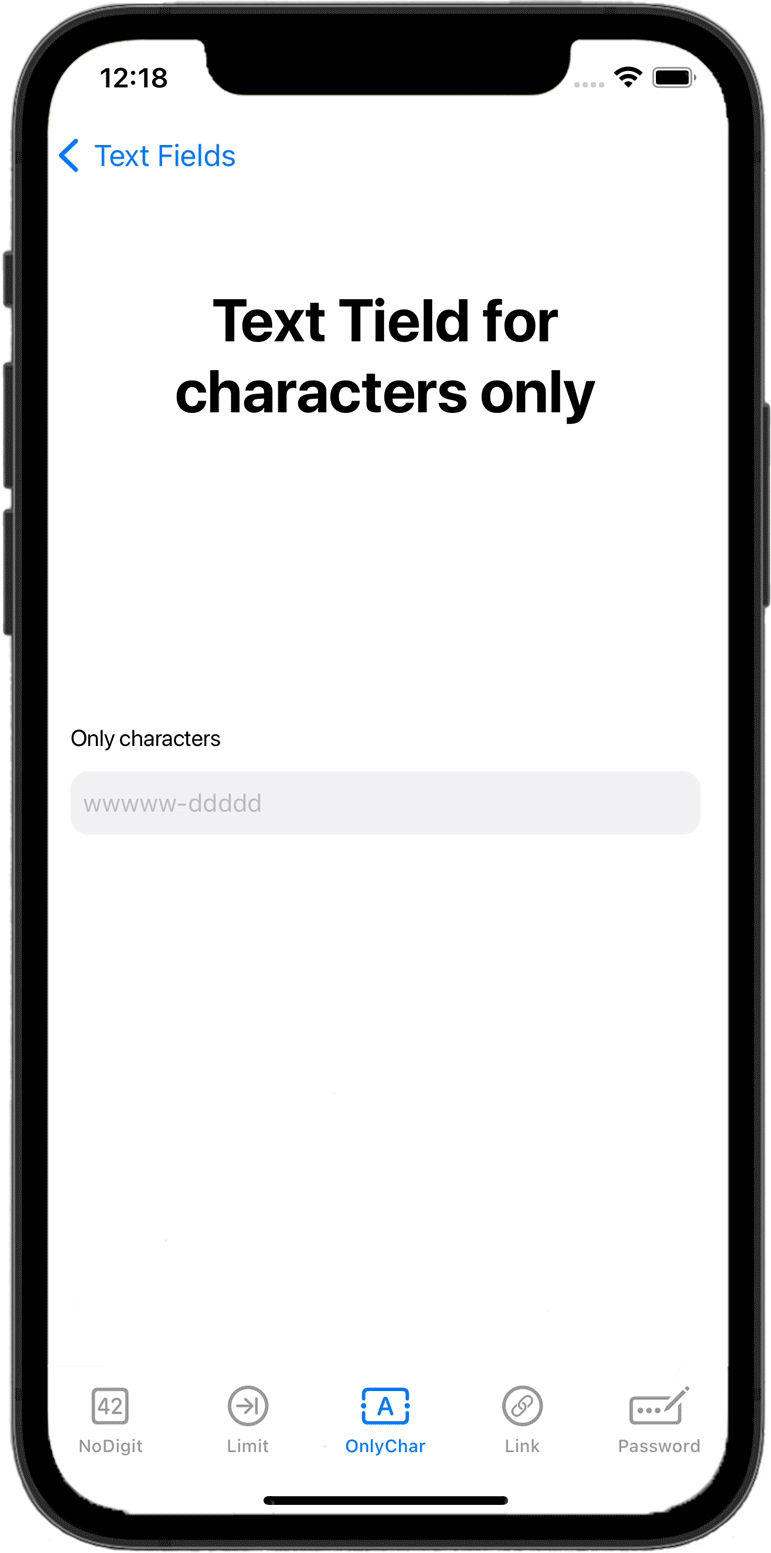 12:18
Text Fields
Text Tield for
characters only
Only characters
wwwww-ddddd
42
A
NoDigit
Limit
OnlyChar
Link
Password